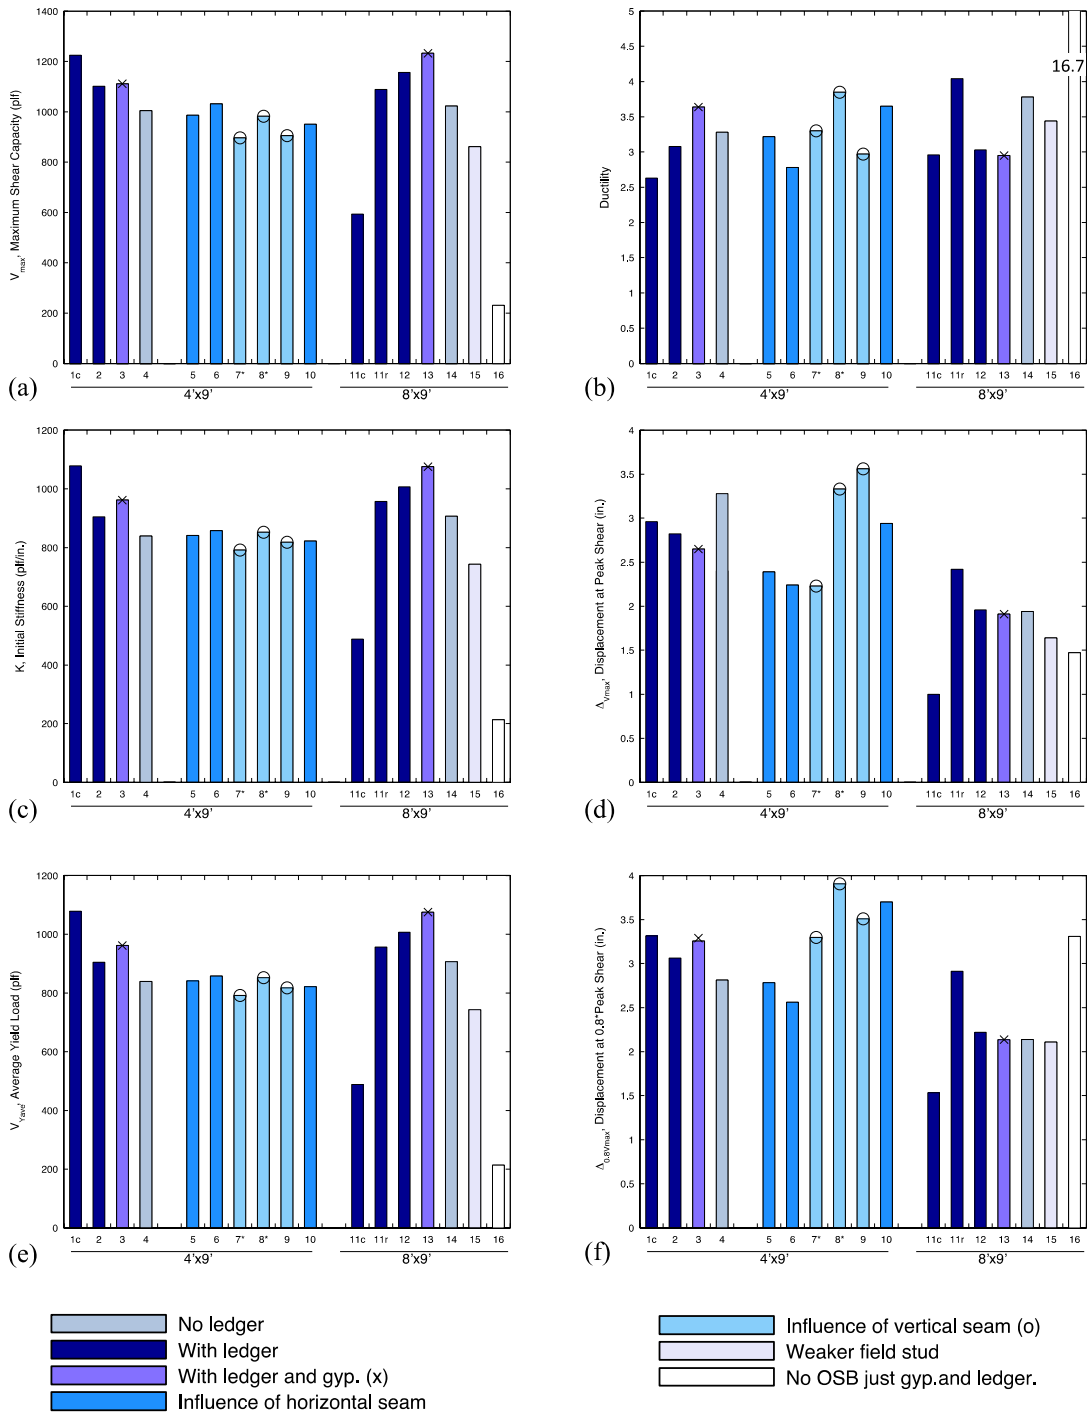 1400
1200
1000
800
600
400
200
0
V_max, Maximum Shear Capacity (plf)
1c 2 3 4 5 6 7* 8* 9 10 11c 11r 12 13 14 15 16
4'x9' 8'x9'
(a)
5
4.5
4
3.5
3
2.5
2
1.5
1
0.5
0
Ductility
16.7
1c 2 3 4 5 6 7* 8* 9 10 11c 11r 12 13 14 15 16
4'x9' 8'x9'
(b)
1200
1000
800
600
400
200
0
K, Initial Stiffness (plf/in.)
1c 2 3 4 5 6 7* 8* 9 10 11c 11r 12 13 14 15 16
4'x9' 8'x9'
(c)
4
3.5
3
2.5
2
1.5
1
0.5
0
Δ_Vmax, Displacement at Peak Shear (in.)
1c 2 3 4 5 6 7* 8* 9 10 11c 11r 12 13 14 15 16
4'x9' 8'x9'
(d)
1200
1000
800
600
400
200
0
V_Yave, Average Yield Load (plf)
1c 2 3 4 5 6 7* 8* 9 10 11c 11r 12 13 14 15 16
4'x9' 8'x9'
(e)
4
3.5
3
2.5
2
1.5
1
0.5
0
Δ_0.8Vmax, Displacement at 0.8*Peak Shear (in.)
1c 2 3 4 5 6 7* 8* 9 10 11c 11r 12 13 14 15 16
4'x9' 8'x9'
(f)
No ledger
With ledger
With ledger and gyp. (x)
Influence of horizontal seam
Influence of vertical seam (o)
Weaker field stud
No OSB just gyp.and ledger.